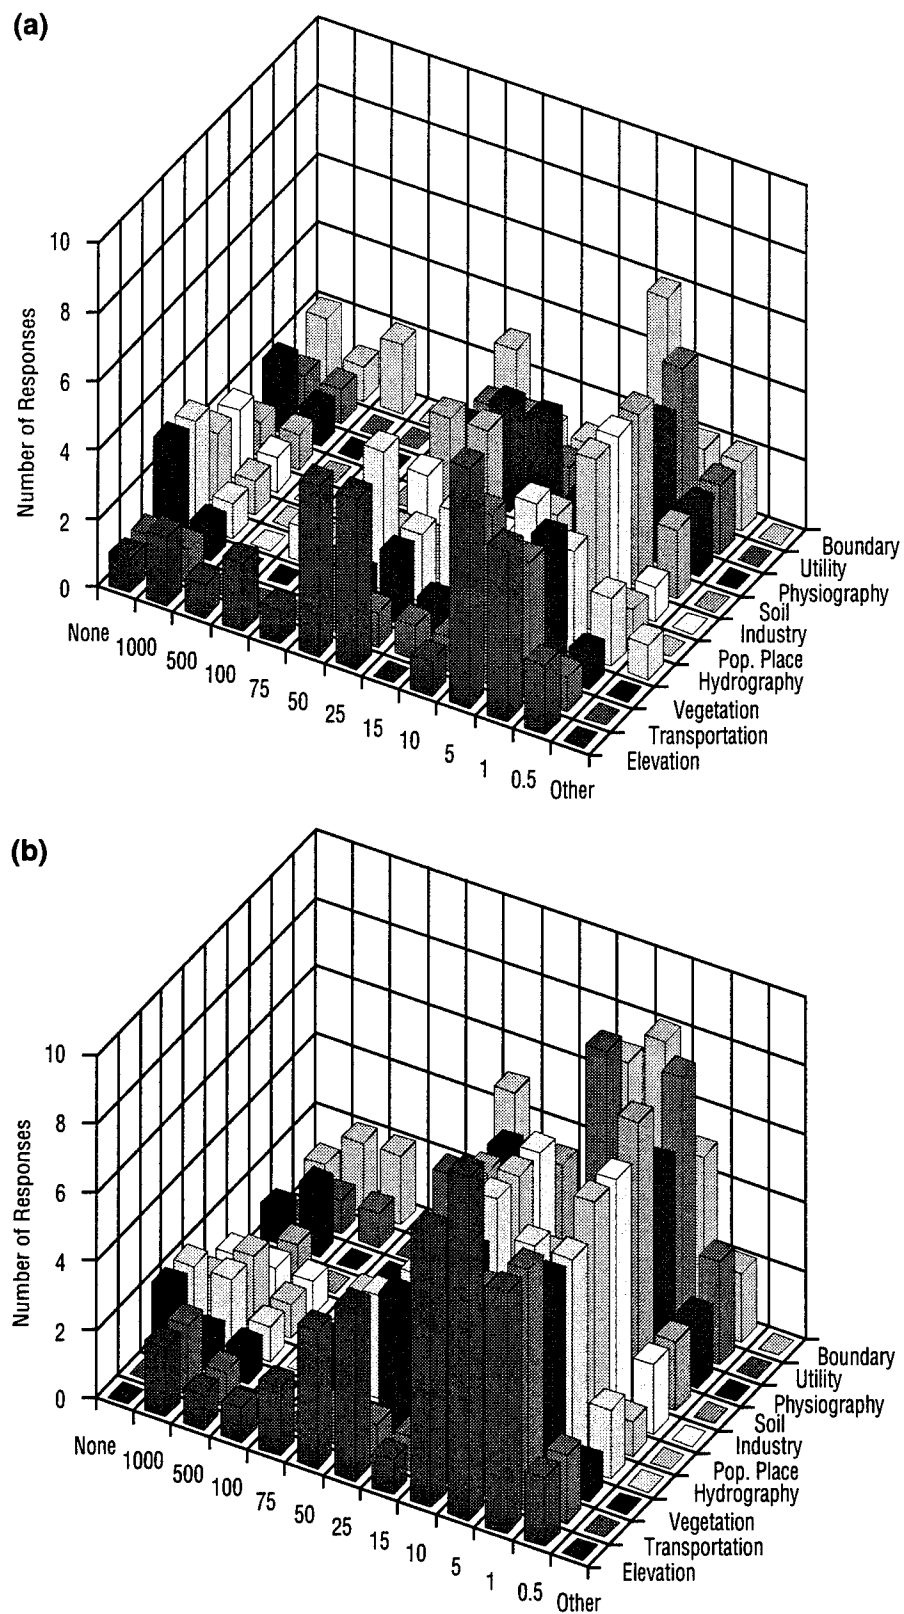 (a)
Number of Responses
10
8
6
4
2
0
None
1000
500
100
75
50
25
15
10
5
1
0.5
Other
Boundary
Utility
Physiography
Soil
Industry
Pop. Place
Hydrography
Vegetation
Transportation
Elevation
(b)
Number of Responses
10
8
6
4
2
0
None
1000
500
100
75
50
25
15
10
5
1
0.5
Other
Boundary
Utility
Physiography
Soil
Industry
Pop. Place
Hydrography
Vegetation
Transportation
Elevation